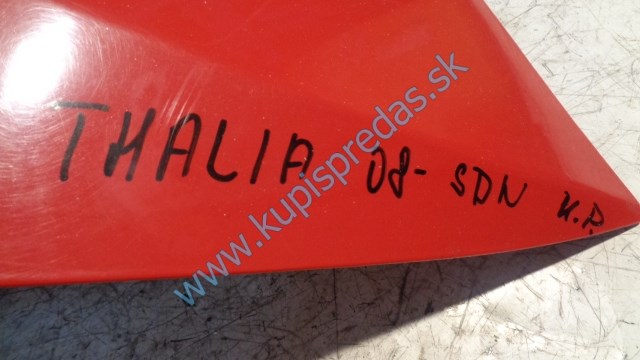 THALIA 08- SDN K.P.
www.kupispredas.sk